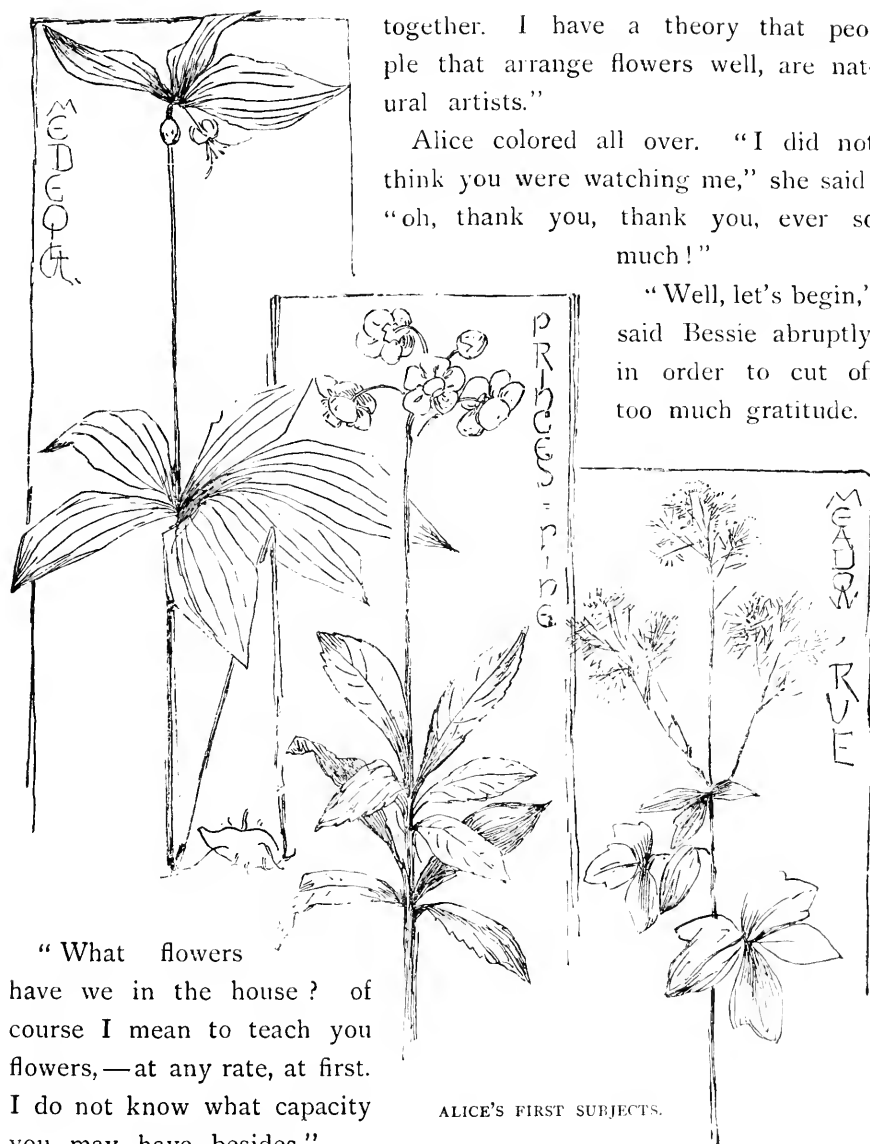 together. I have a theory that peo
ple that arrange flowers well, are nat-
ural artists.”
Alice colored all over. “I did not
think you were watching me,” she said
“oh, thank you, thank you, ever so
much!”
“Well, let's begin,'
said Bessie abruptly
in order to cut of
too much gratitude.
MEDEOLA.
PRINCES-PINE
MEADOW-RUE
“What flowers
have we in the house? of
course I mean to teach you
flowers,—at any rate, at first.
I do not know what capacity
you may have besides.”
ALICE'S FIRST SUBJECTS.